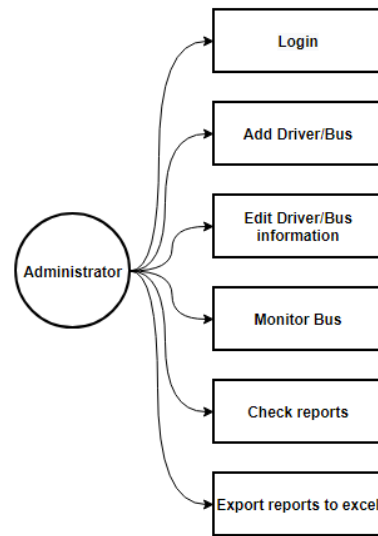 Login
Add Driver/Bus
Edit Driver/Bus
information
Administrator
Monitor Bus
Check reports
Export reports to excel